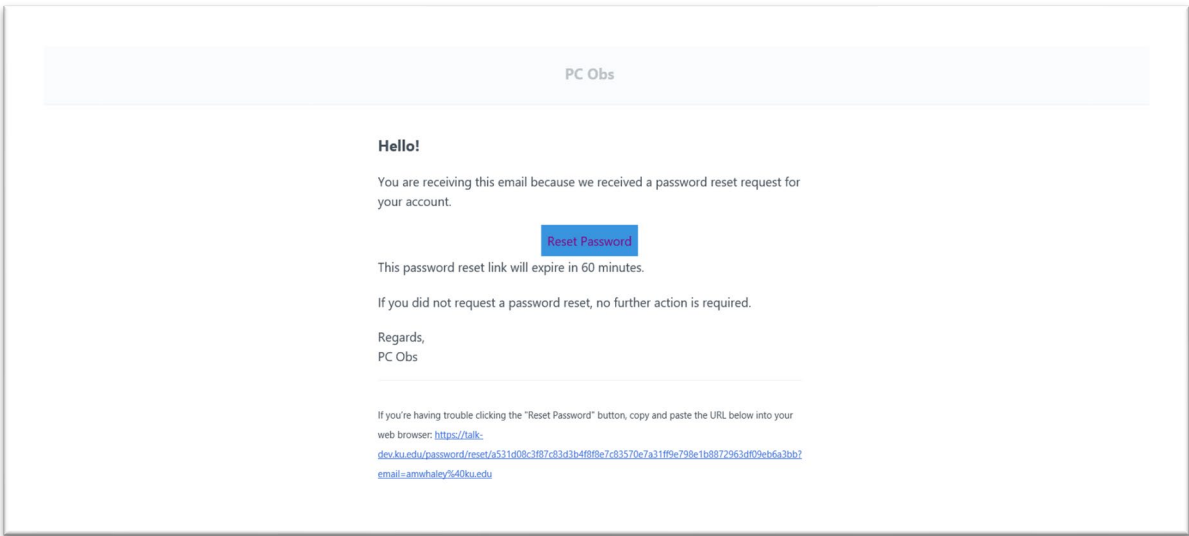 PC Obs
Hello!
You are receiving this email because we received a password reset request for
your account.
Reset Password
This password reset link will expire in 60 minutes.
If you did not request a password reset, no further action is required.
Regards,
PC Obs
If you're having trouble clicking the "Reset Password" button, copy and paste the URL below into your
web browser: https://talk-
dev.ku.edu/password/reset/a531d08c3f87c83d3b4f8f8e7c83570e7a31ff9e798e1b8872963df09eb6a3bb?
email=amwhaley%40ku.edu